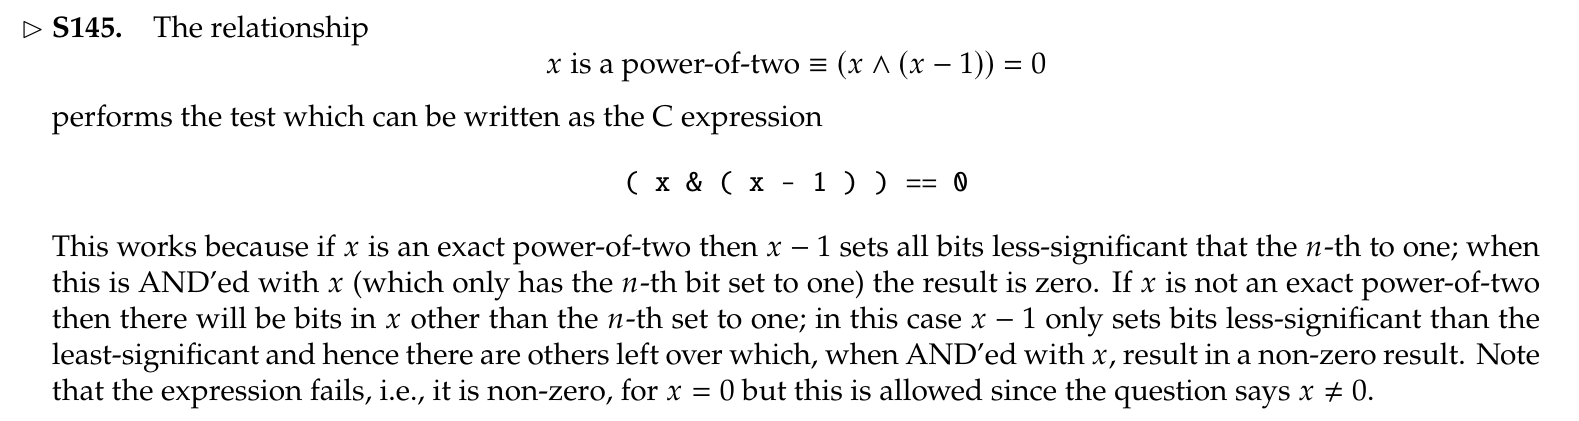 ▷ S145. The relationship
x is a power-of-two ≡ (x ∧ (x − 1)) = 0
performs the test which can be written as the C expression
( x & ( x - 1 ) ) == 0
This works because if x is an exact power-of-two then x − 1 sets all bits less-significant that the n-th to one; when
this is AND’ed with x (which only has the n-th bit set to one) the result is zero. If x is not an exact power-of-two
then there will be bits in x other than the n-th set to one; in this case x − 1 only sets bits less-significant than the
least-significant and hence there are others left over which, when AND’ed with x, result in a non-zero result. Note
that the expression fails, i.e., it is non-zero, for x = 0 but this is allowed since the question says x ≠ 0.